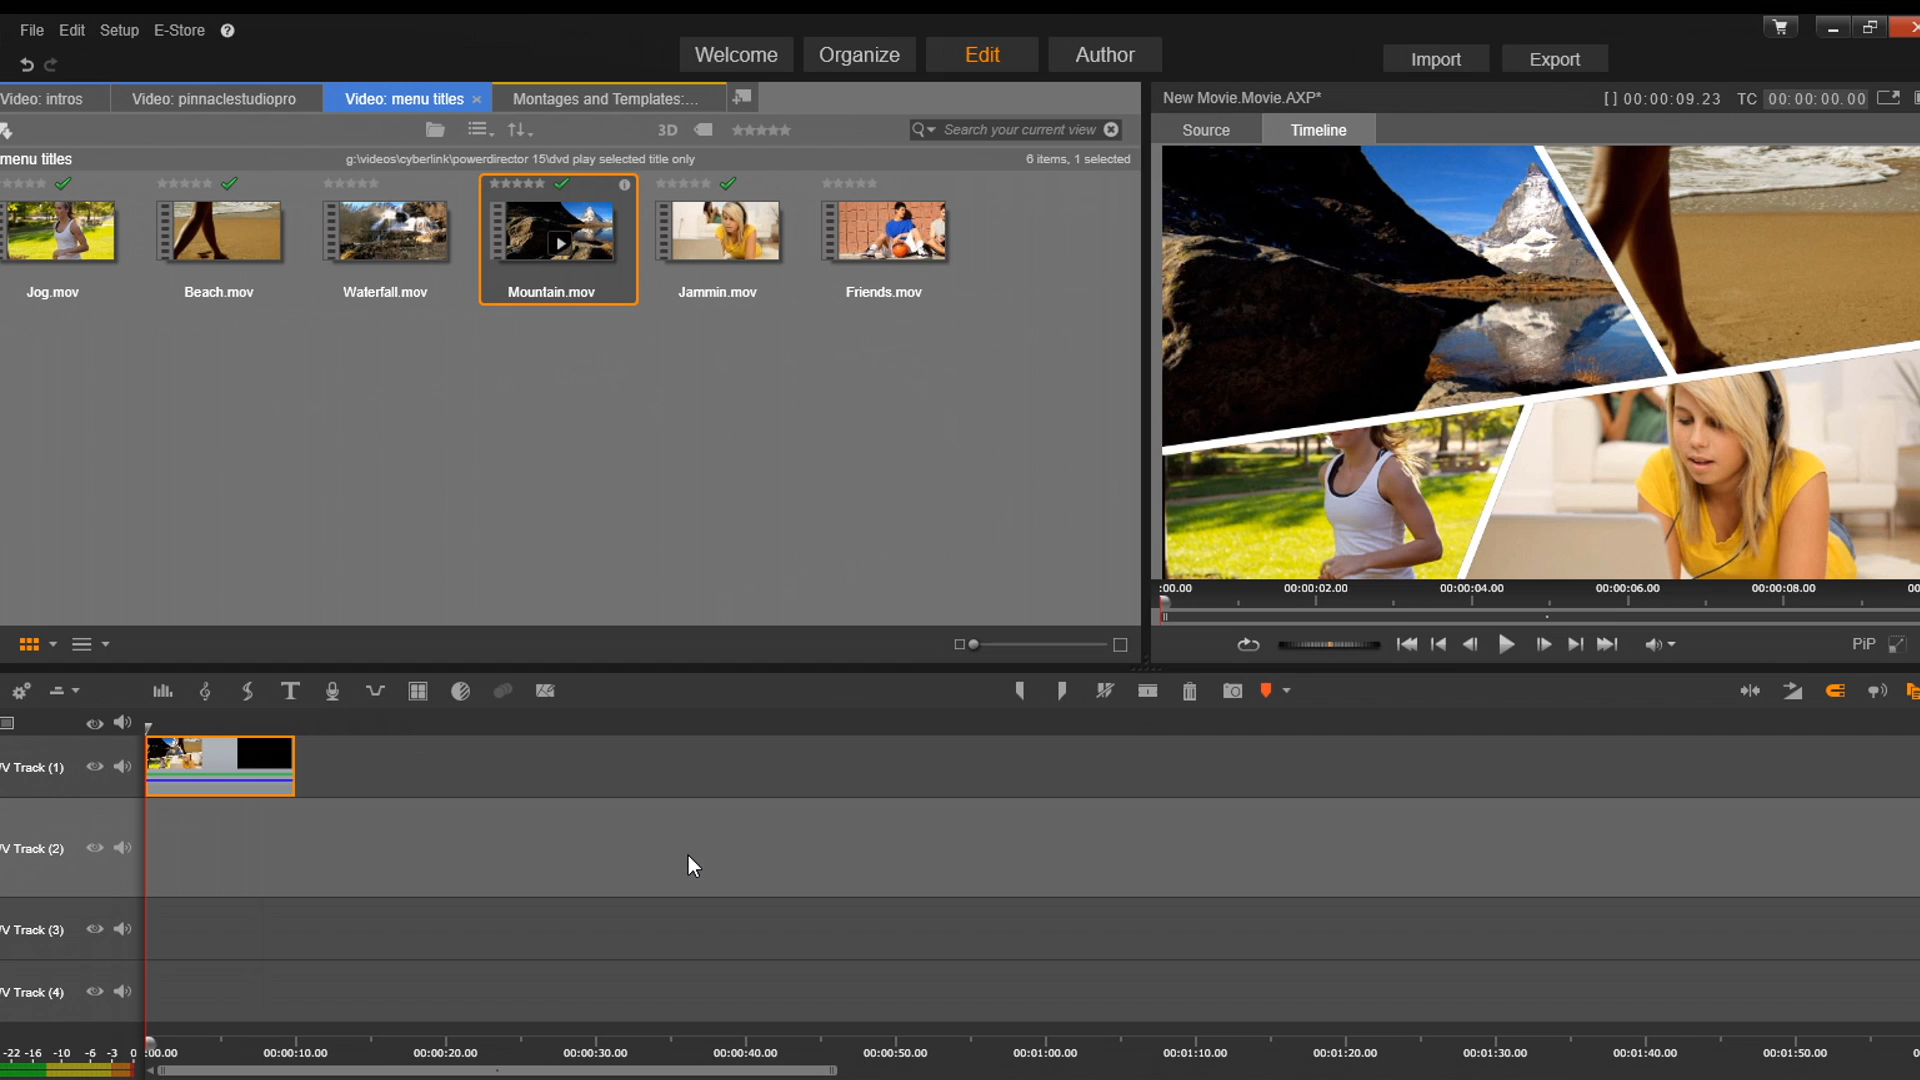 File Edit Setup E-Store ?
Welcome Organize Edit Author Import Export
Video: intros Video: pinnaclestudiopro Video: menu titles × Montages and Templates:...
New Movie.Movie.AXP* [] 00:00:09.23 TC 00:00:00.00
3D Search your current view
Source Timeline
menu titles g:\videos\cyberlink\powerdirector 15\dvd play selected title only 6 items, 1 selected
Jog.mov Beach.mov Waterfall.mov Mountain.mov Jammin.mov Friends.mov
:00.00 00:00:02.00 00:00:04.00 00:00:06.00 00:00:08.00 00
PiP
/V Track (1)
/V Track (2)
/V Track (3)
/V Track (4)
-22 -16 -10 -6 -3 0 :00.00 00:00:10.00 00:00:20.00 00:00:30.00 00:00:40.00 00:00:50.00 00:01:00.00 00:01:10.00 00:01:20.00 00:01:30.00 00:01:40.00 00:01:50.00